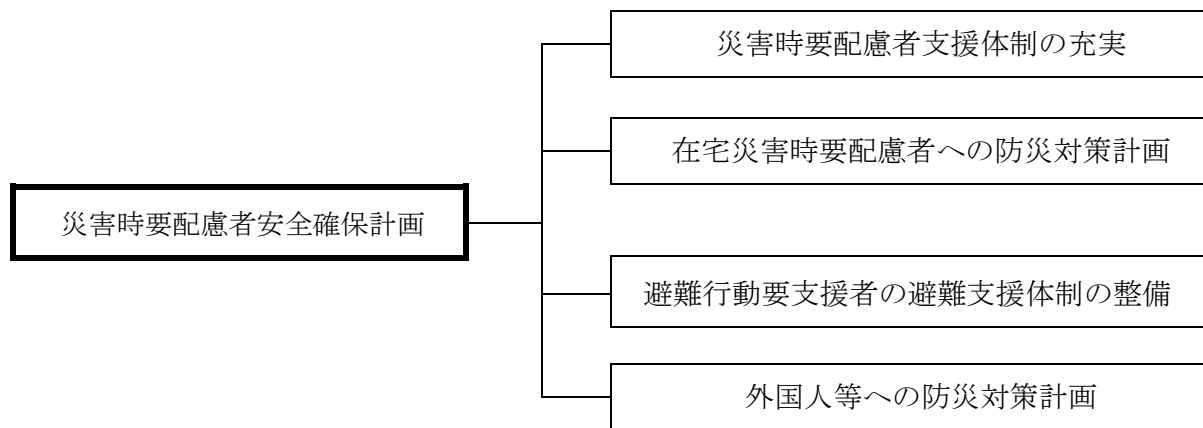 災害時要配慮者安全確保計画
災害時要配慮者支援体制の充実
在宅災害時要配慮者への防災対策計画
避難行動要支援者の避難支援体制の整備
外国人等への防災対策計画